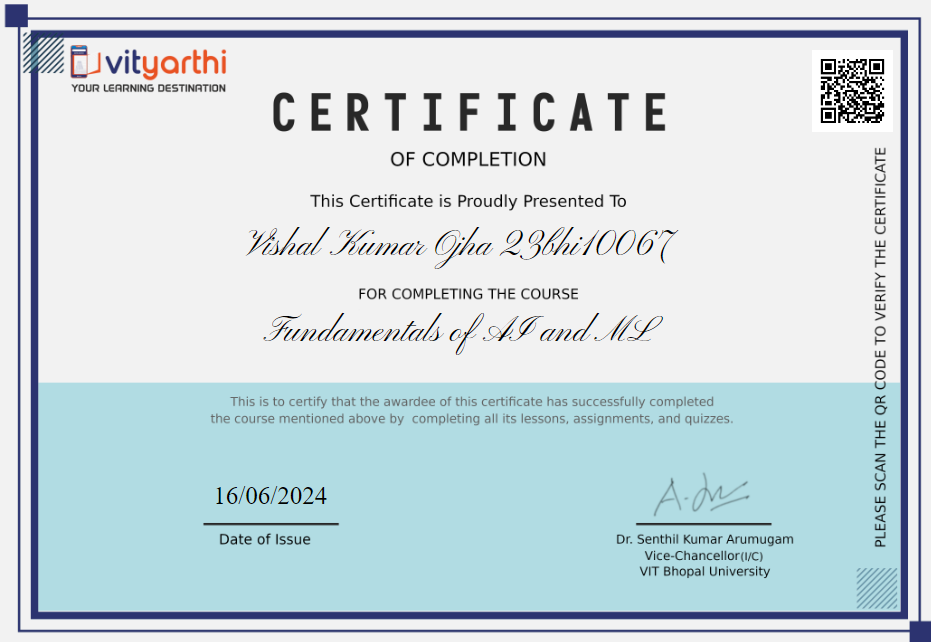 vityarthi
YOUR LEARNING DESTINATION
CERTIFICATE
OF COMPLETION
This Certificate is Proudly Presented To
Vishal Kumar Ojha 23bhi10067
FOR COMPLETING THE COURSE
Fundamentals of AI and ML
This is to certify that the awardee of this certificate has successfully completed
the course mentioned above by completing all its lessons, assignments, and quizzes.
16/06/2024
Date of Issue
Dr. Senthil Kumar Arumugam
Vice-Chancellor(I/C)
VIT Bhopal University
PLEASE SCAN THE QR CODE TO VERIFY THE CERTIFICATE